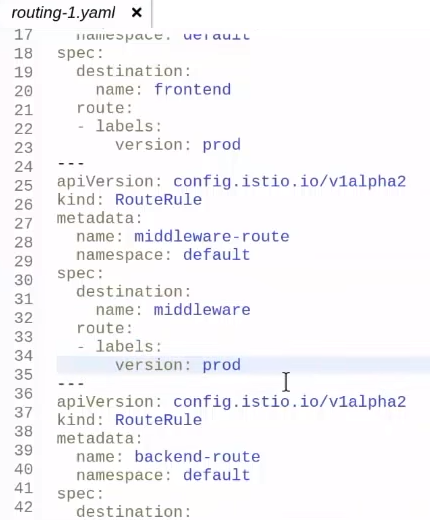 routing-1.yaml ×
17 namespace: default
18 spec:
19 destination:
20 name: frontend
21 route:
22 - labels:
23 version: prod
24 ---
25 apiVersion: config.istio.io/v1alpha2
26 kind: RouteRule
27 metadata:
28 name: middleware-route
29 namespace: default
30 spec:
31 destination:
32 name: middleware
33 route:
34 - labels:
35 version: prod
36 ---
37 apiVersion: config.istio.io/v1alpha2
38 kind: RouteRule
39 metadata:
40 name: backend-route
41 namespace: default
42 spec:
destination: